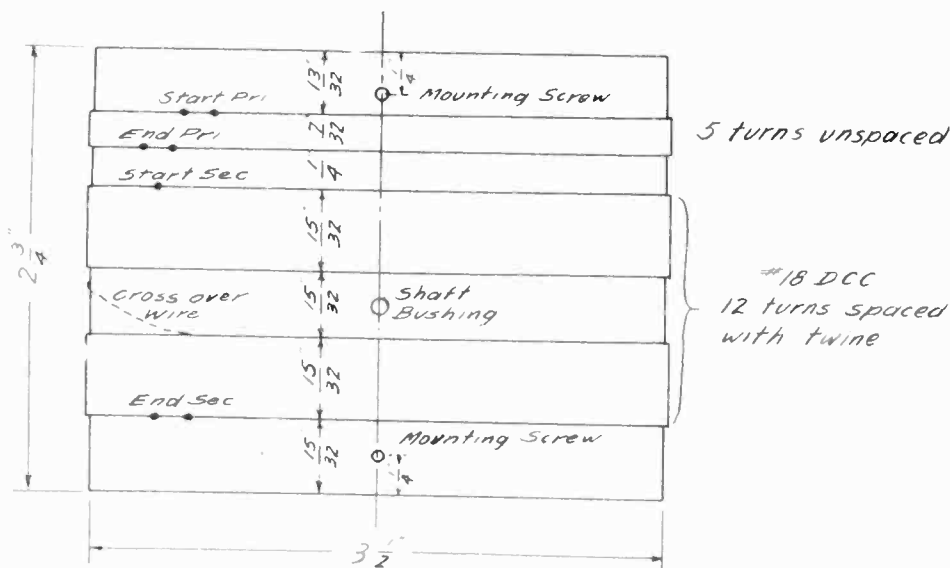 13"/32
1"/4
Mounting Screw
Start Pri
2"/32
5 turns unspaced
End Pri
1"/4
Start Sec
15"/32
2 3/4"
15"/32
Shaft
Bushing
Cross over
wire
#18 DCC
12 turns spaced
with twine
15"/32
End Sec
Mounting Screw
15"/32
1"/4
3 1/2"